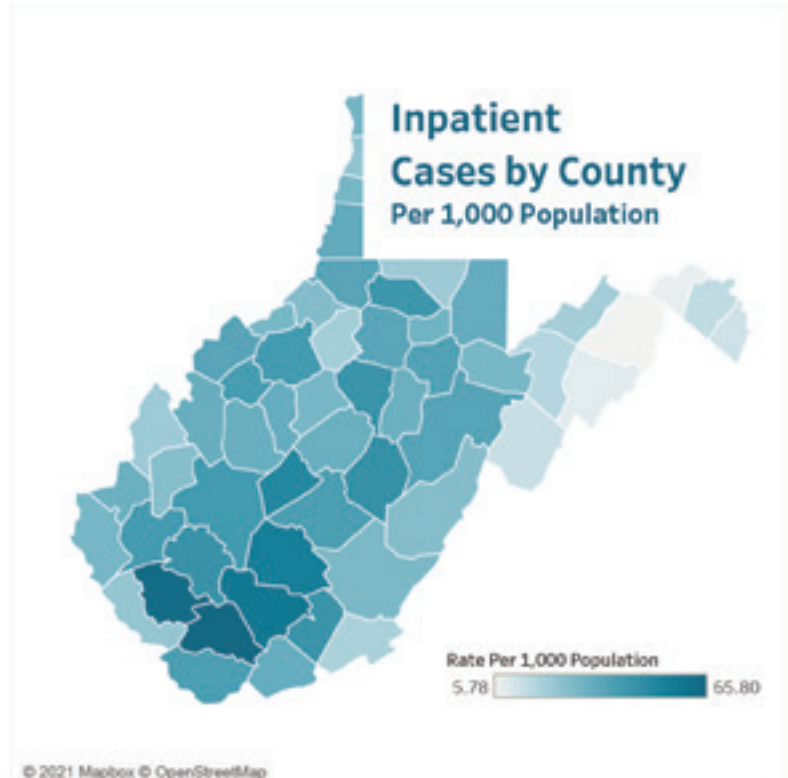 Inpatient
Cases by County
Per 1,000 Population
Rate Per 1,000 Population
5.78 65.80
© 2021 Mapbox © OpenStreetMap